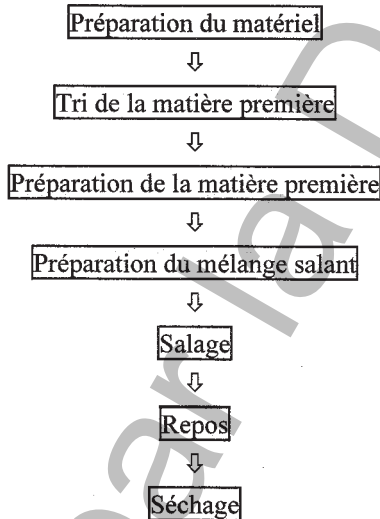 Préparation du matériel
Tri de la matière première
Préparation de la matière première
Préparation du mélange salant
Salage
Repos
Séchage